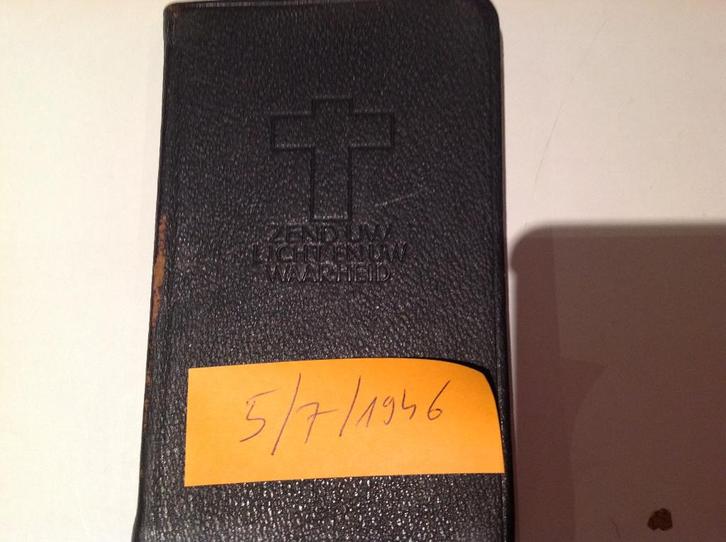 ZEND UW
LICHT EN UW
WAARHEID
5/7/1946